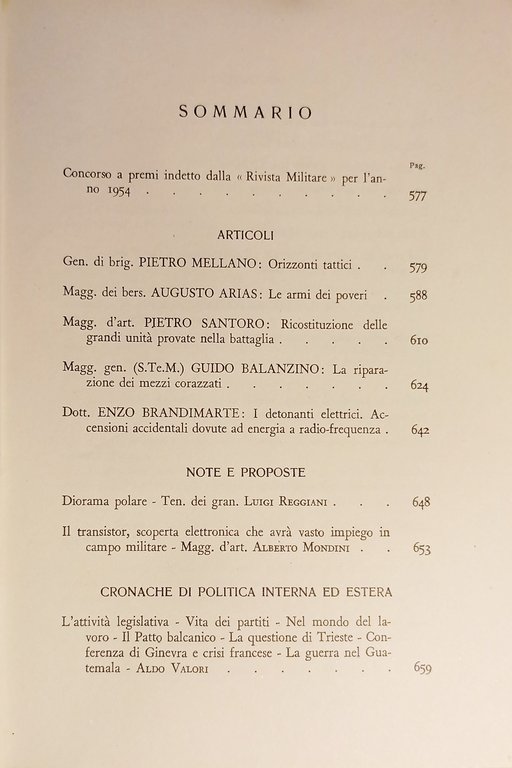 SOMMARIO
Pag.
Concorso a premi indetto dalla « Rivista Militare » per l'an-
no 1954 . . . . . . . . . . 577
ARTICOLI
Gen. di brig. PIETRO MELLANO: Orizzonti tattici . . 579
Magg. dei bers. AUGUSTO ARIAS: Le armi dei poveri . 588
Magg. d'art. PIETRO SANTORO: Ricostituzione delle
grandi unità provate nella battaglia . . . . . 610
Magg. gen. (S.Te.M.) GUIDO BALANZINO: La ripara-
zione dei mezzi corazzati . . . . . . . 624
Dott. ENZO BRANDIMARTE: I detonanti elettrici. Ac-
censioni accidentali dovute ad energia a radio-frequenza . 642
NOTE E PROPOSTE
Diorama polare - Ten. dei gran. LUIGI REGGIANI . . . 648
Il transistor, scoperta elettronica che avrà vasto impiego in
campo militare - Magg. d'art. ALBERTO MONDINI . . 653
CRONACHE DI POLITICA INTERNA ED ESTERA
L'attività legislativa - Vita dei partiti - Nel mondo del la-
voro - Il Patto balcanico - La questione di Trieste - Con-
ferenza di Ginevra e crisi francese - La guerra nel Gua-
temala - ALDO VALORI . . . . . . . 659